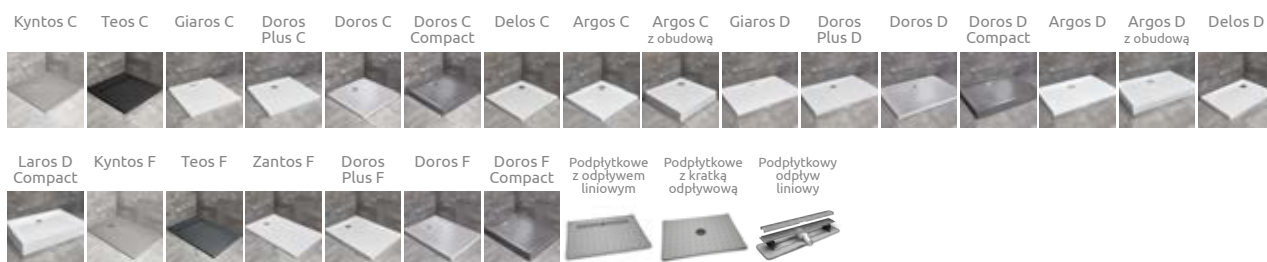 Kyntos C
Teos C
Giaros C
Doros
Plus C
Doros C
Doros C
Compact
Delos C
Argos C
Argos C
z obudową
Giaros D
Doros
Plus D
Doros D
Doros D
Compact
Argos D
Argos D
z obudową
Delos D
Laros D
Compact
Kyntos F
Teos F
Zantos F
Doros
Plus F
Doros F
Doros F
Compact
Podpłytkowe
z odpływem
liniowym
Podpłytkowe
z kratką
odpływową
Podpłytkowy
odpływ
liniowy